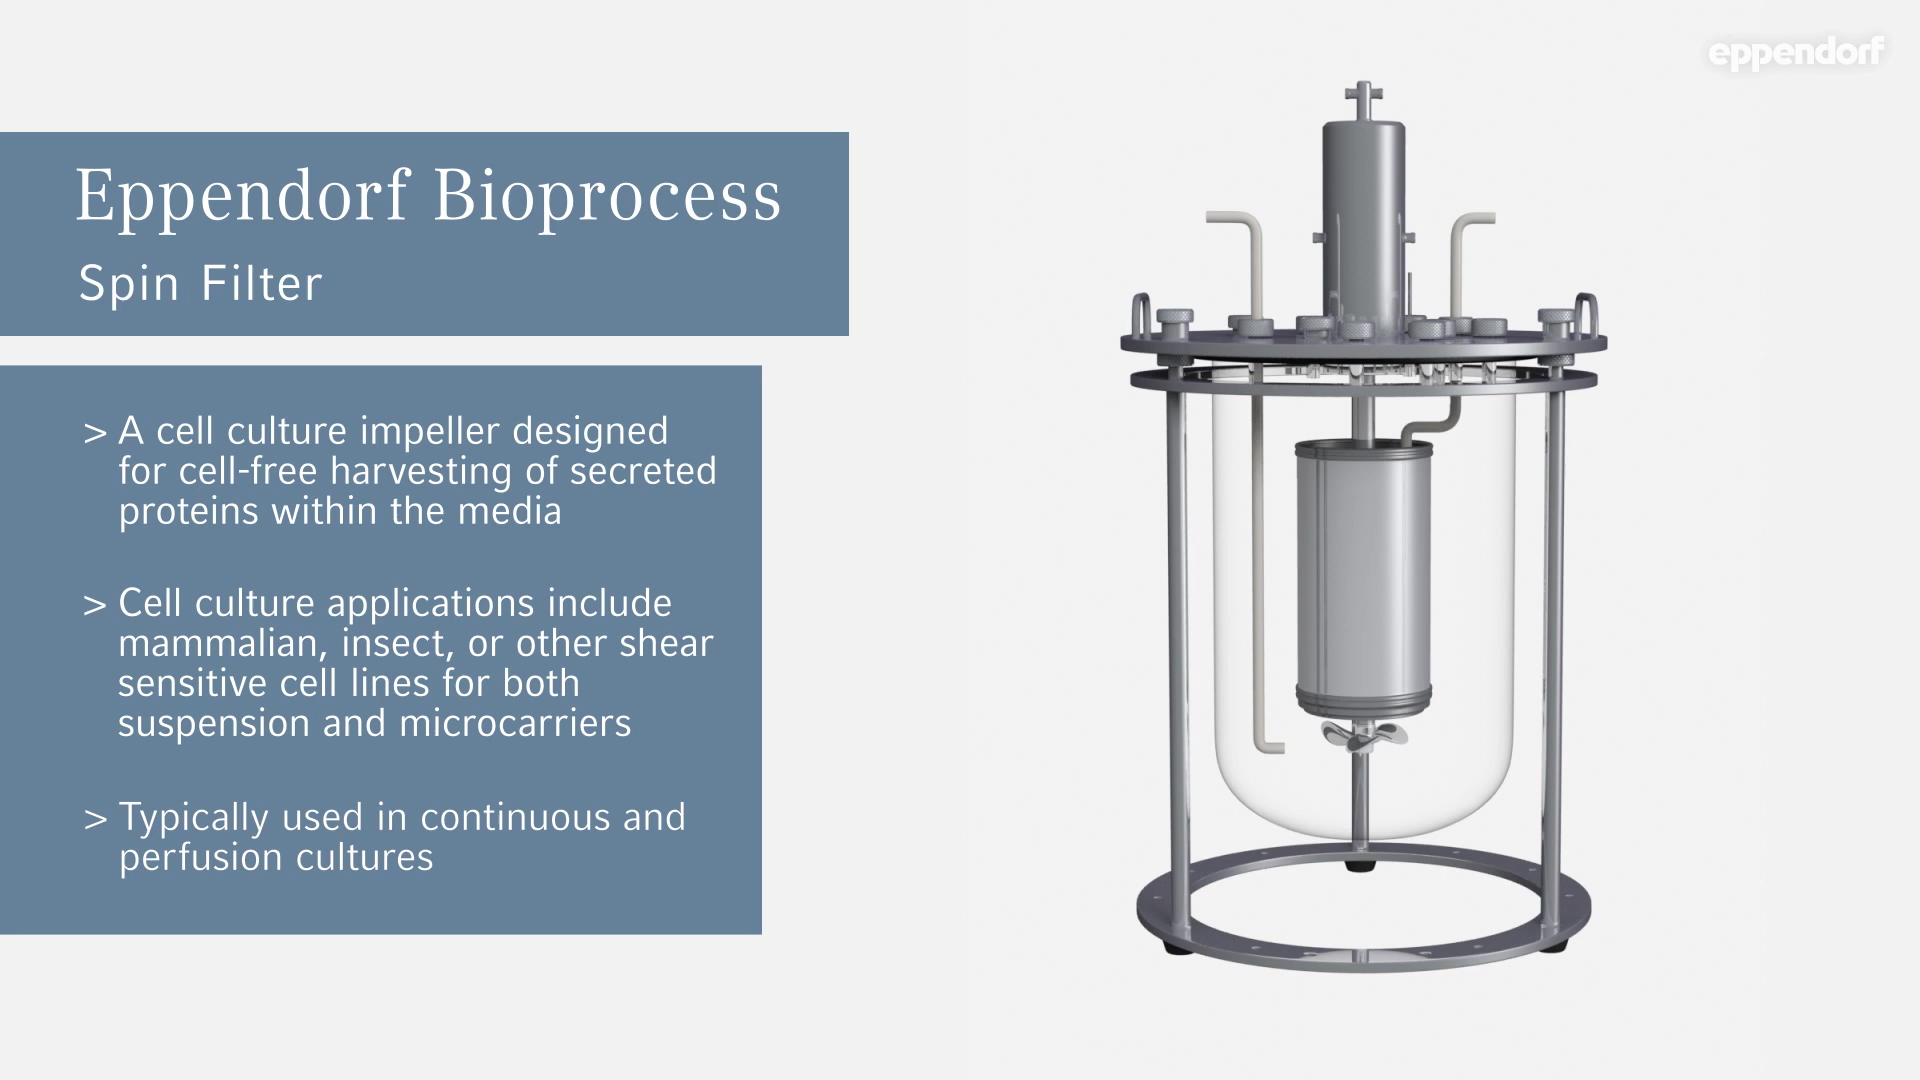 eppendorf
Eppendorf Bioprocess
Spin Filter
> A cell culture impeller designed
for cell-free harvesting of secreted
proteins within the media
> Cell culture applications include
mammalian, insect, or other shear
sensitive cell lines for both
suspension and microcarriers
> Typically used in continuous and
perfusion cultures